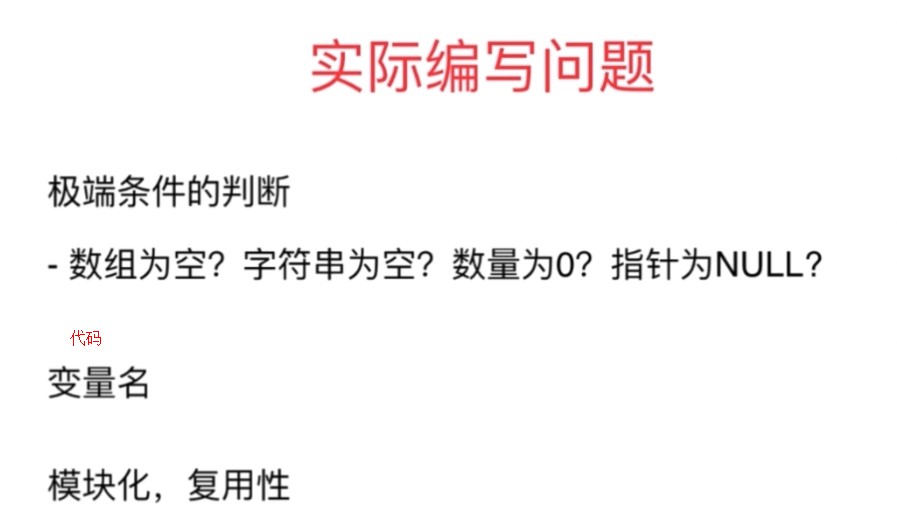 实际编写问题
极端条件的判断
- 数组为空？字符串为空？数量为0？指针为NULL？
代码
变量名
模块化，复用性